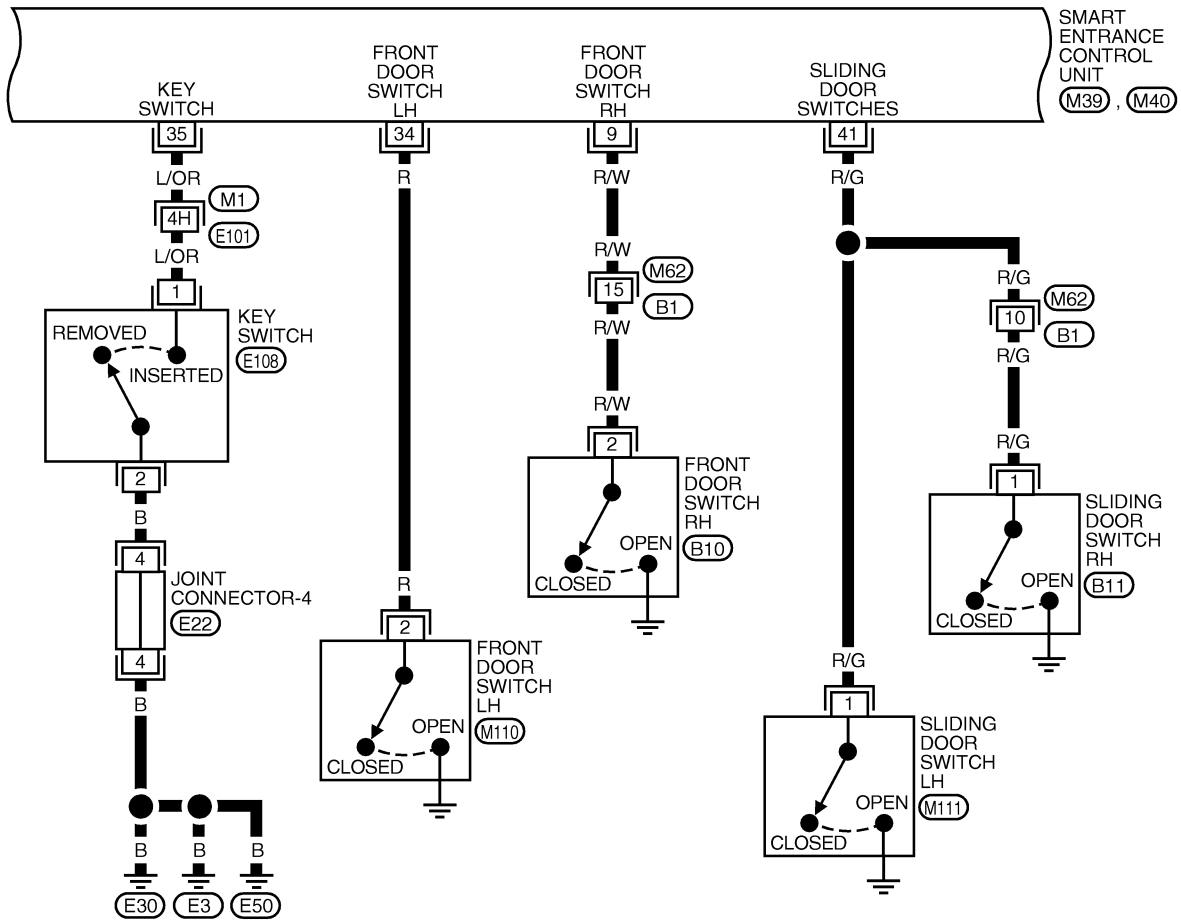 SMART
ENTRANCE
CONTROL
UNIT
M39 , M40
KEY
SWITCH
FRONT
DOOR
SWITCH
LH
FRONT
DOOR
SWITCH
RH
SLIDING
DOOR
SWITCHES
35
34
9
41
L/OR
R
R/W
R/G
M1
4H
E101
L/OR
R/W
M62
15
B1
R/W
R/G
M62
10
B1
R/G
1
KEY
SWITCH
E108
REMOVED
INSERTED
2
B
4
JOINT
CONNECTOR-4
E22
4
B
B
B
B
E30
E3
E50
R
2
FRONT
DOOR
SWITCH
LH
M110
OPEN
CLOSED
R/W
2
FRONT
DOOR
SWITCH
RH
B10
OPEN
CLOSED
R/G
1
SLIDING
DOOR
SWITCH
LH
M111
OPEN
CLOSED
R/G
1
SLIDING
DOOR
SWITCH
RH
B11
OPEN
CLOSED